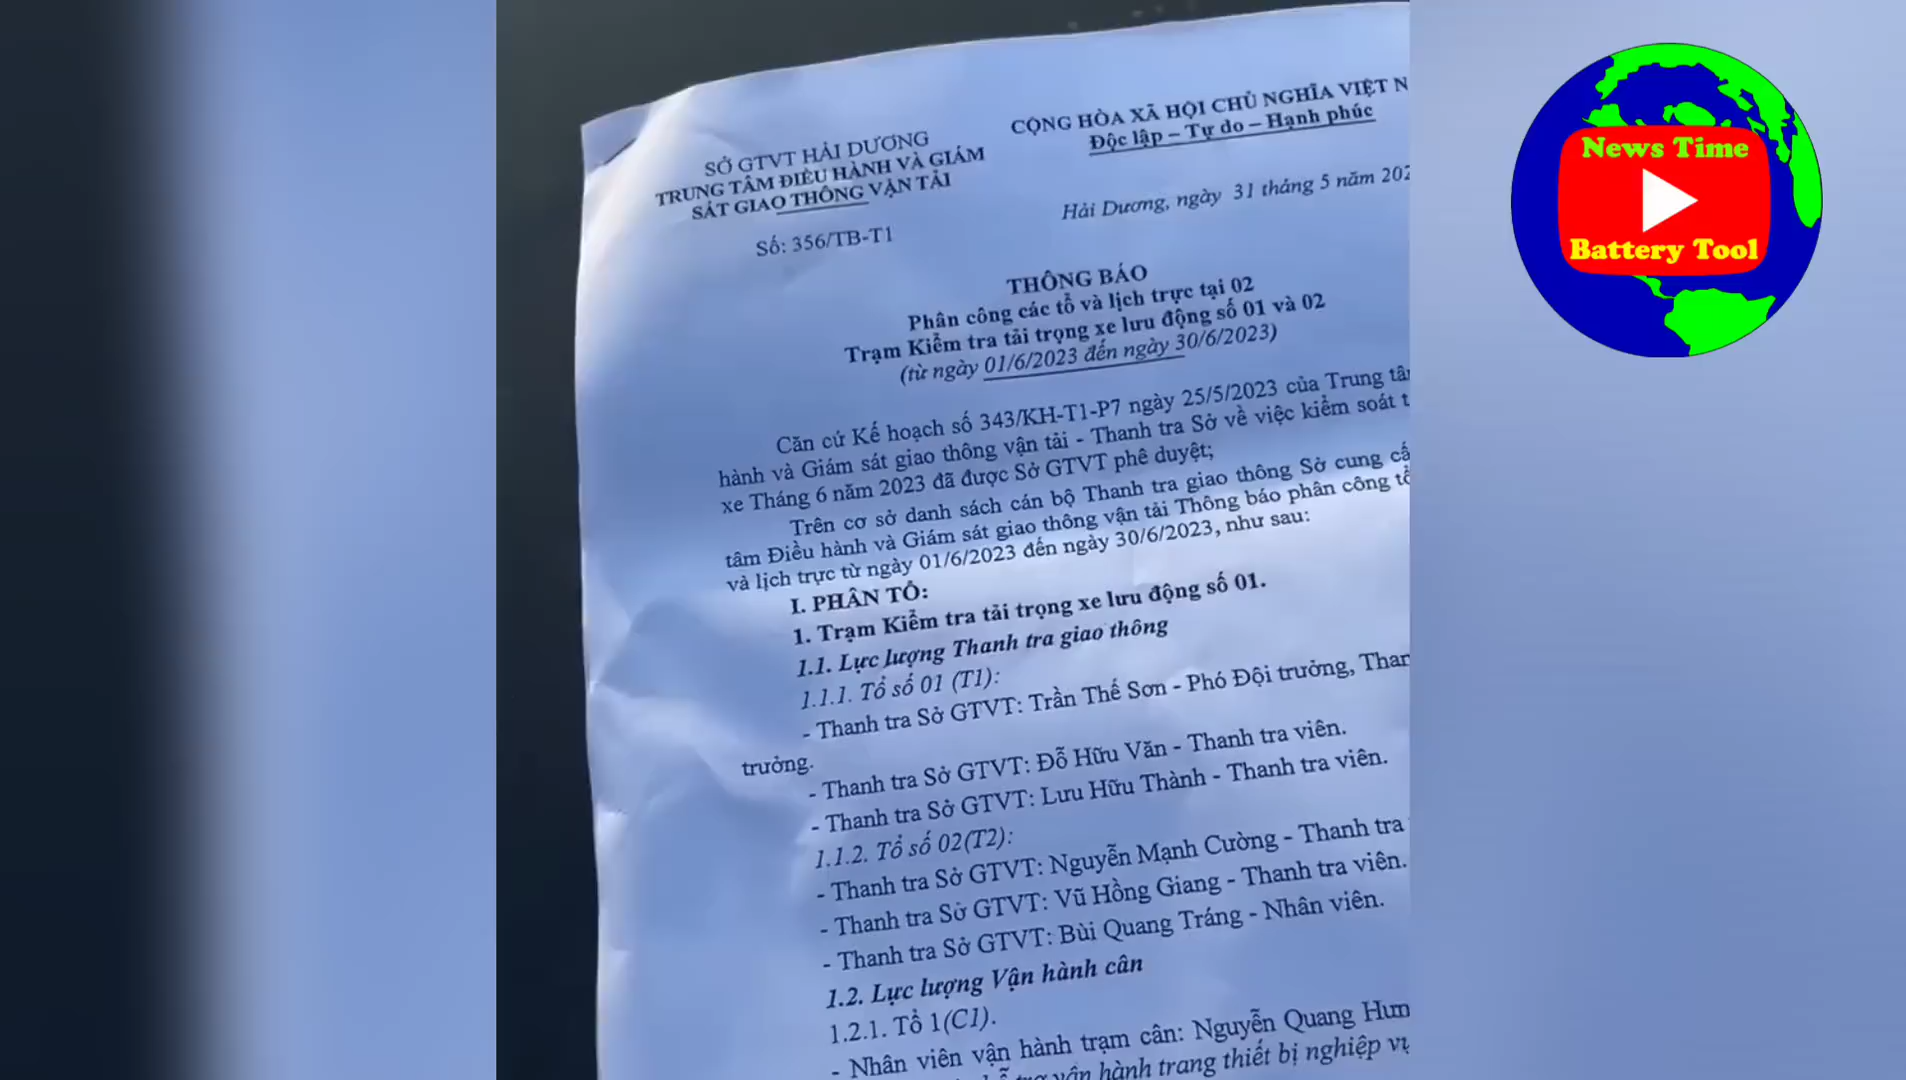 SỞ GTVT HẢI DƯƠNG
TRUNG TÂM ĐIỀU HÀNH VÀ GIÁM
SÁT GIAO THÔNG VẬN TẢI
Số: 356/TB-T1
CỘNG HÒA XÃ HỘI CHỦ NGHĨA VIỆT N
Độc lập – Tự do – Hạnh phúc
Hải Dương, ngày 31 tháng 5 năm 202
THÔNG BÁO
Phân công các tổ và lịch trực tại 02
Trạm Kiểm tra tải trọng xe lưu động số 01 và 02
(từ ngày 01/6/2023 đến ngày 30/6/2023)
Căn cứ Kế hoạch số 343/KH-T1-P7 ngày 25/5/2023 của Trung tâ
hành và Giám sát giao thông vận tải - Thanh tra Sở về việc kiểm soát t
xe Tháng 6 năm 2023 đã được Sở GTVT phê duyệt;
Trên cơ sở danh sách cán bộ Thanh tra giao thông Sở cung cấ
tâm Điều hành và Giám sát giao thông vận tải Thông báo phân công tổ
và lịch trực từ ngày 01/6/2023 đến ngày 30/6/2023, như sau:
I. PHÂN TỔ:
1. Trạm Kiểm tra tải trọng xe lưu động số 01.
1.1. Lực lượng Thanh tra giao thông
1.1.1. Tổ số 01 (T1):
- Thanh tra Sở GTVT: Trần Thế Sơn - Phó Đội trưởng, Than
trưởng.
- Thanh tra Sở GTVT: Đỗ Hữu Văn - Thanh tra viên.
- Thanh tra Sở GTVT: Lưu Hữu Thành - Thanh tra viên.
1.1.2. Tổ số 02(T2):
- Thanh tra Sở GTVT: Nguyễn Mạnh Cường - Thanh tra
- Thanh tra Sở GTVT: Vũ Hồng Giang - Thanh tra viên.
- Thanh tra Sở GTVT: Bùi Quang Tráng - Nhân viên.
1.2. Lực lượng Vận hành cân
1.2.1. Tổ 1(C1).
- Nhân viên vận hành trạm cân: Nguyễn Quang Hun
vận hành trang thiết bị nghiệp vụ
News Time
Battery Tool